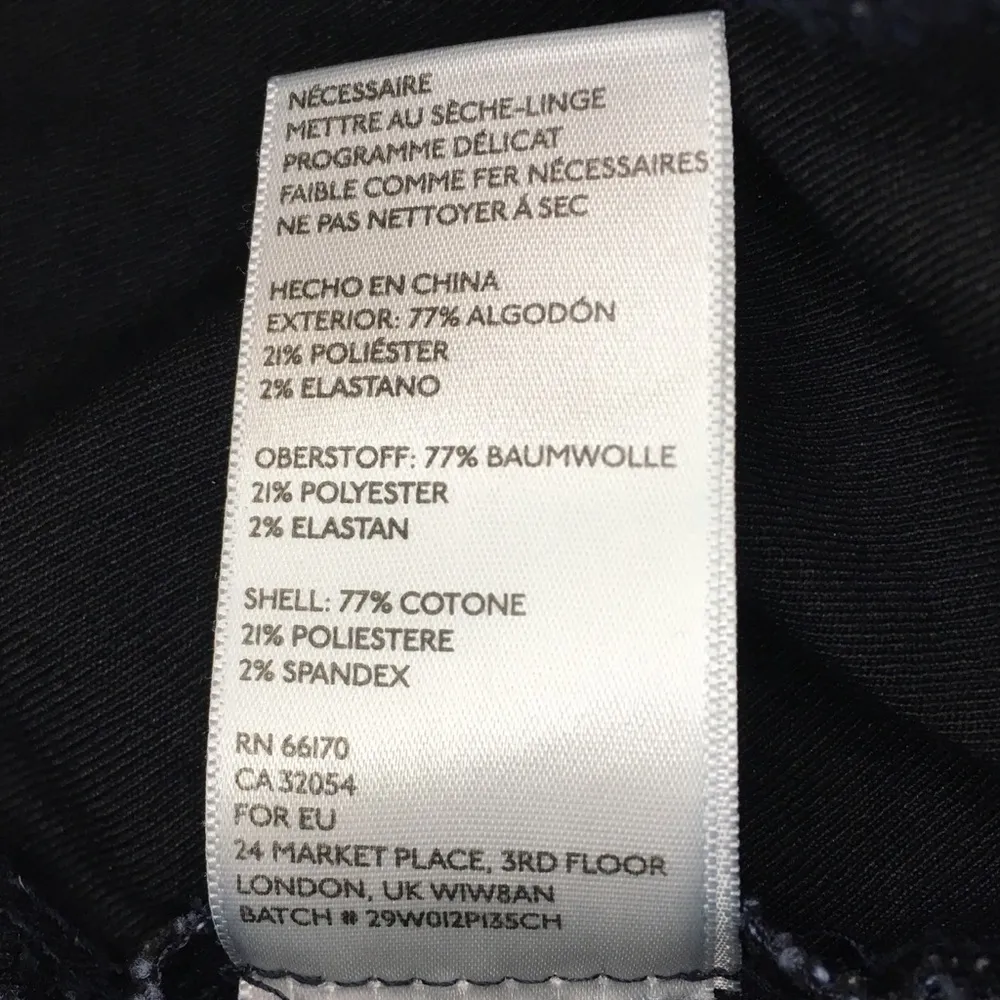 NÉCESSAIRE
METTRE AU SÈCHE-LINGE
PROGRAMME DÉLICAT
FAIBLE COMME FER NÉCESSAIRES
NE PAS NETTOYER Á SEC
HECHO EN CHINA
EXTERIOR: 77% ALGODÓN
21% POLIÉSTER
2% ELASTANO
OBERSTOFF: 77% BAUMWOLLE
21% POLYESTER
2% ELASTAN
SHELL: 77% COTONE
21% POLIESTERE
2% SPANDEX
RN 66170
CA 32054
FOR EU
24 MARKET PLACE, 3RD FLOOR
LONDON, UK W1W8AN
BATCH # 29W012P135CH